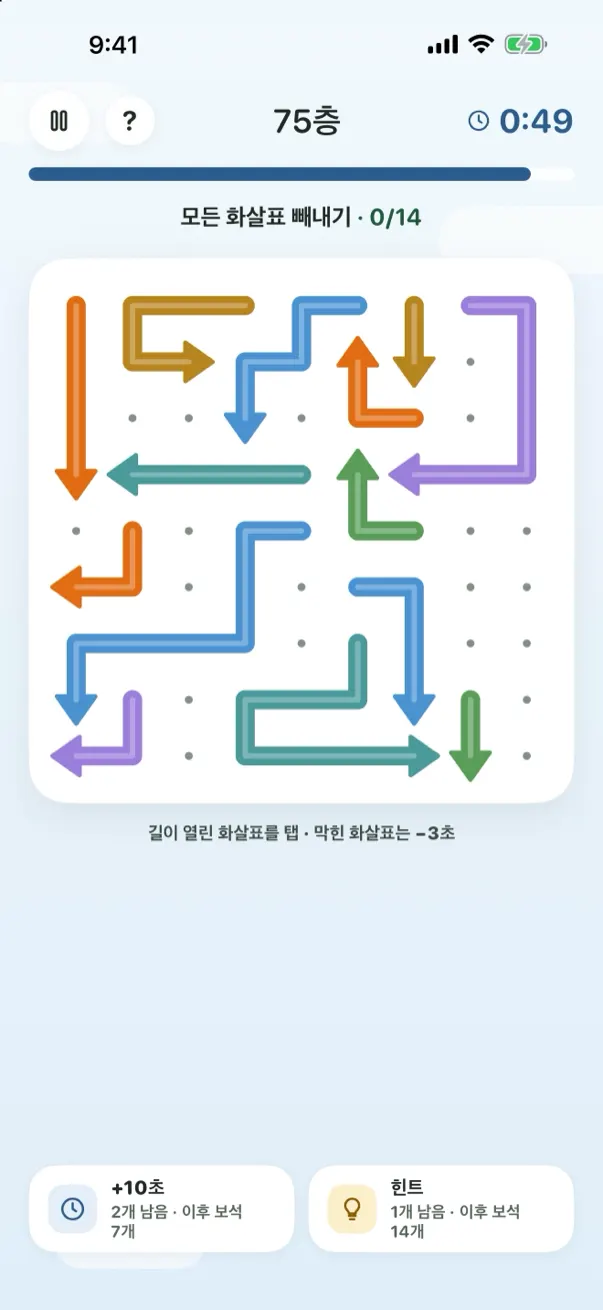 9:41
?
75층
0:49
모든 화살표 빼내기 · 0/14
길이 열린 화살표를 탭 · 막힌 화살표는 −3초
+10초
2개 남음 · 이후 보석
7개
힌트
1개 남음 · 이후 보석
14개